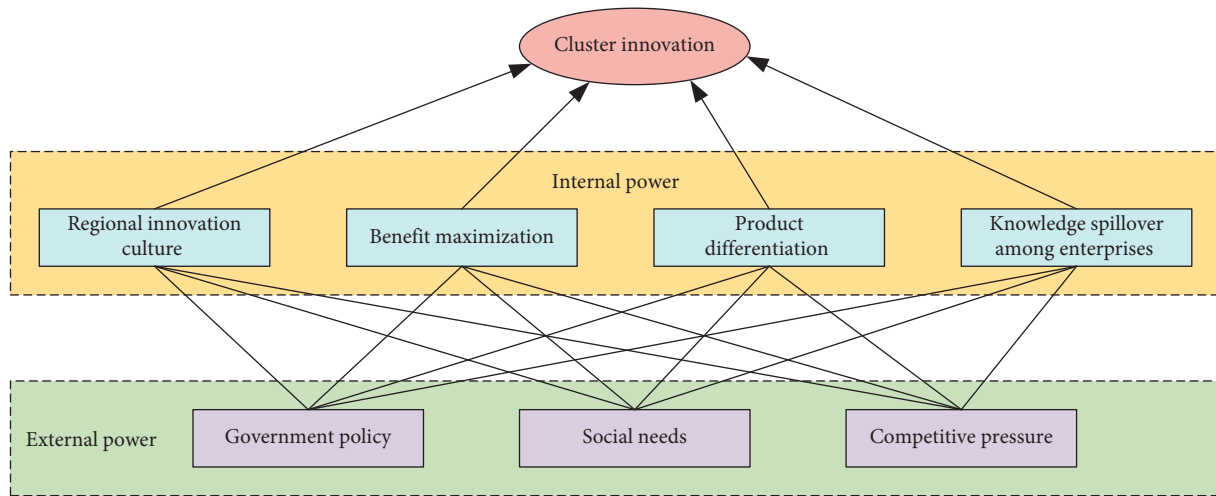 Cluster innovation
Internal power
Regional innovation
culture
Benefit maximization
Product
differentiation
Knowledge spillover
among enterprises
External power
Government policy
Social needs
Competitive pressure